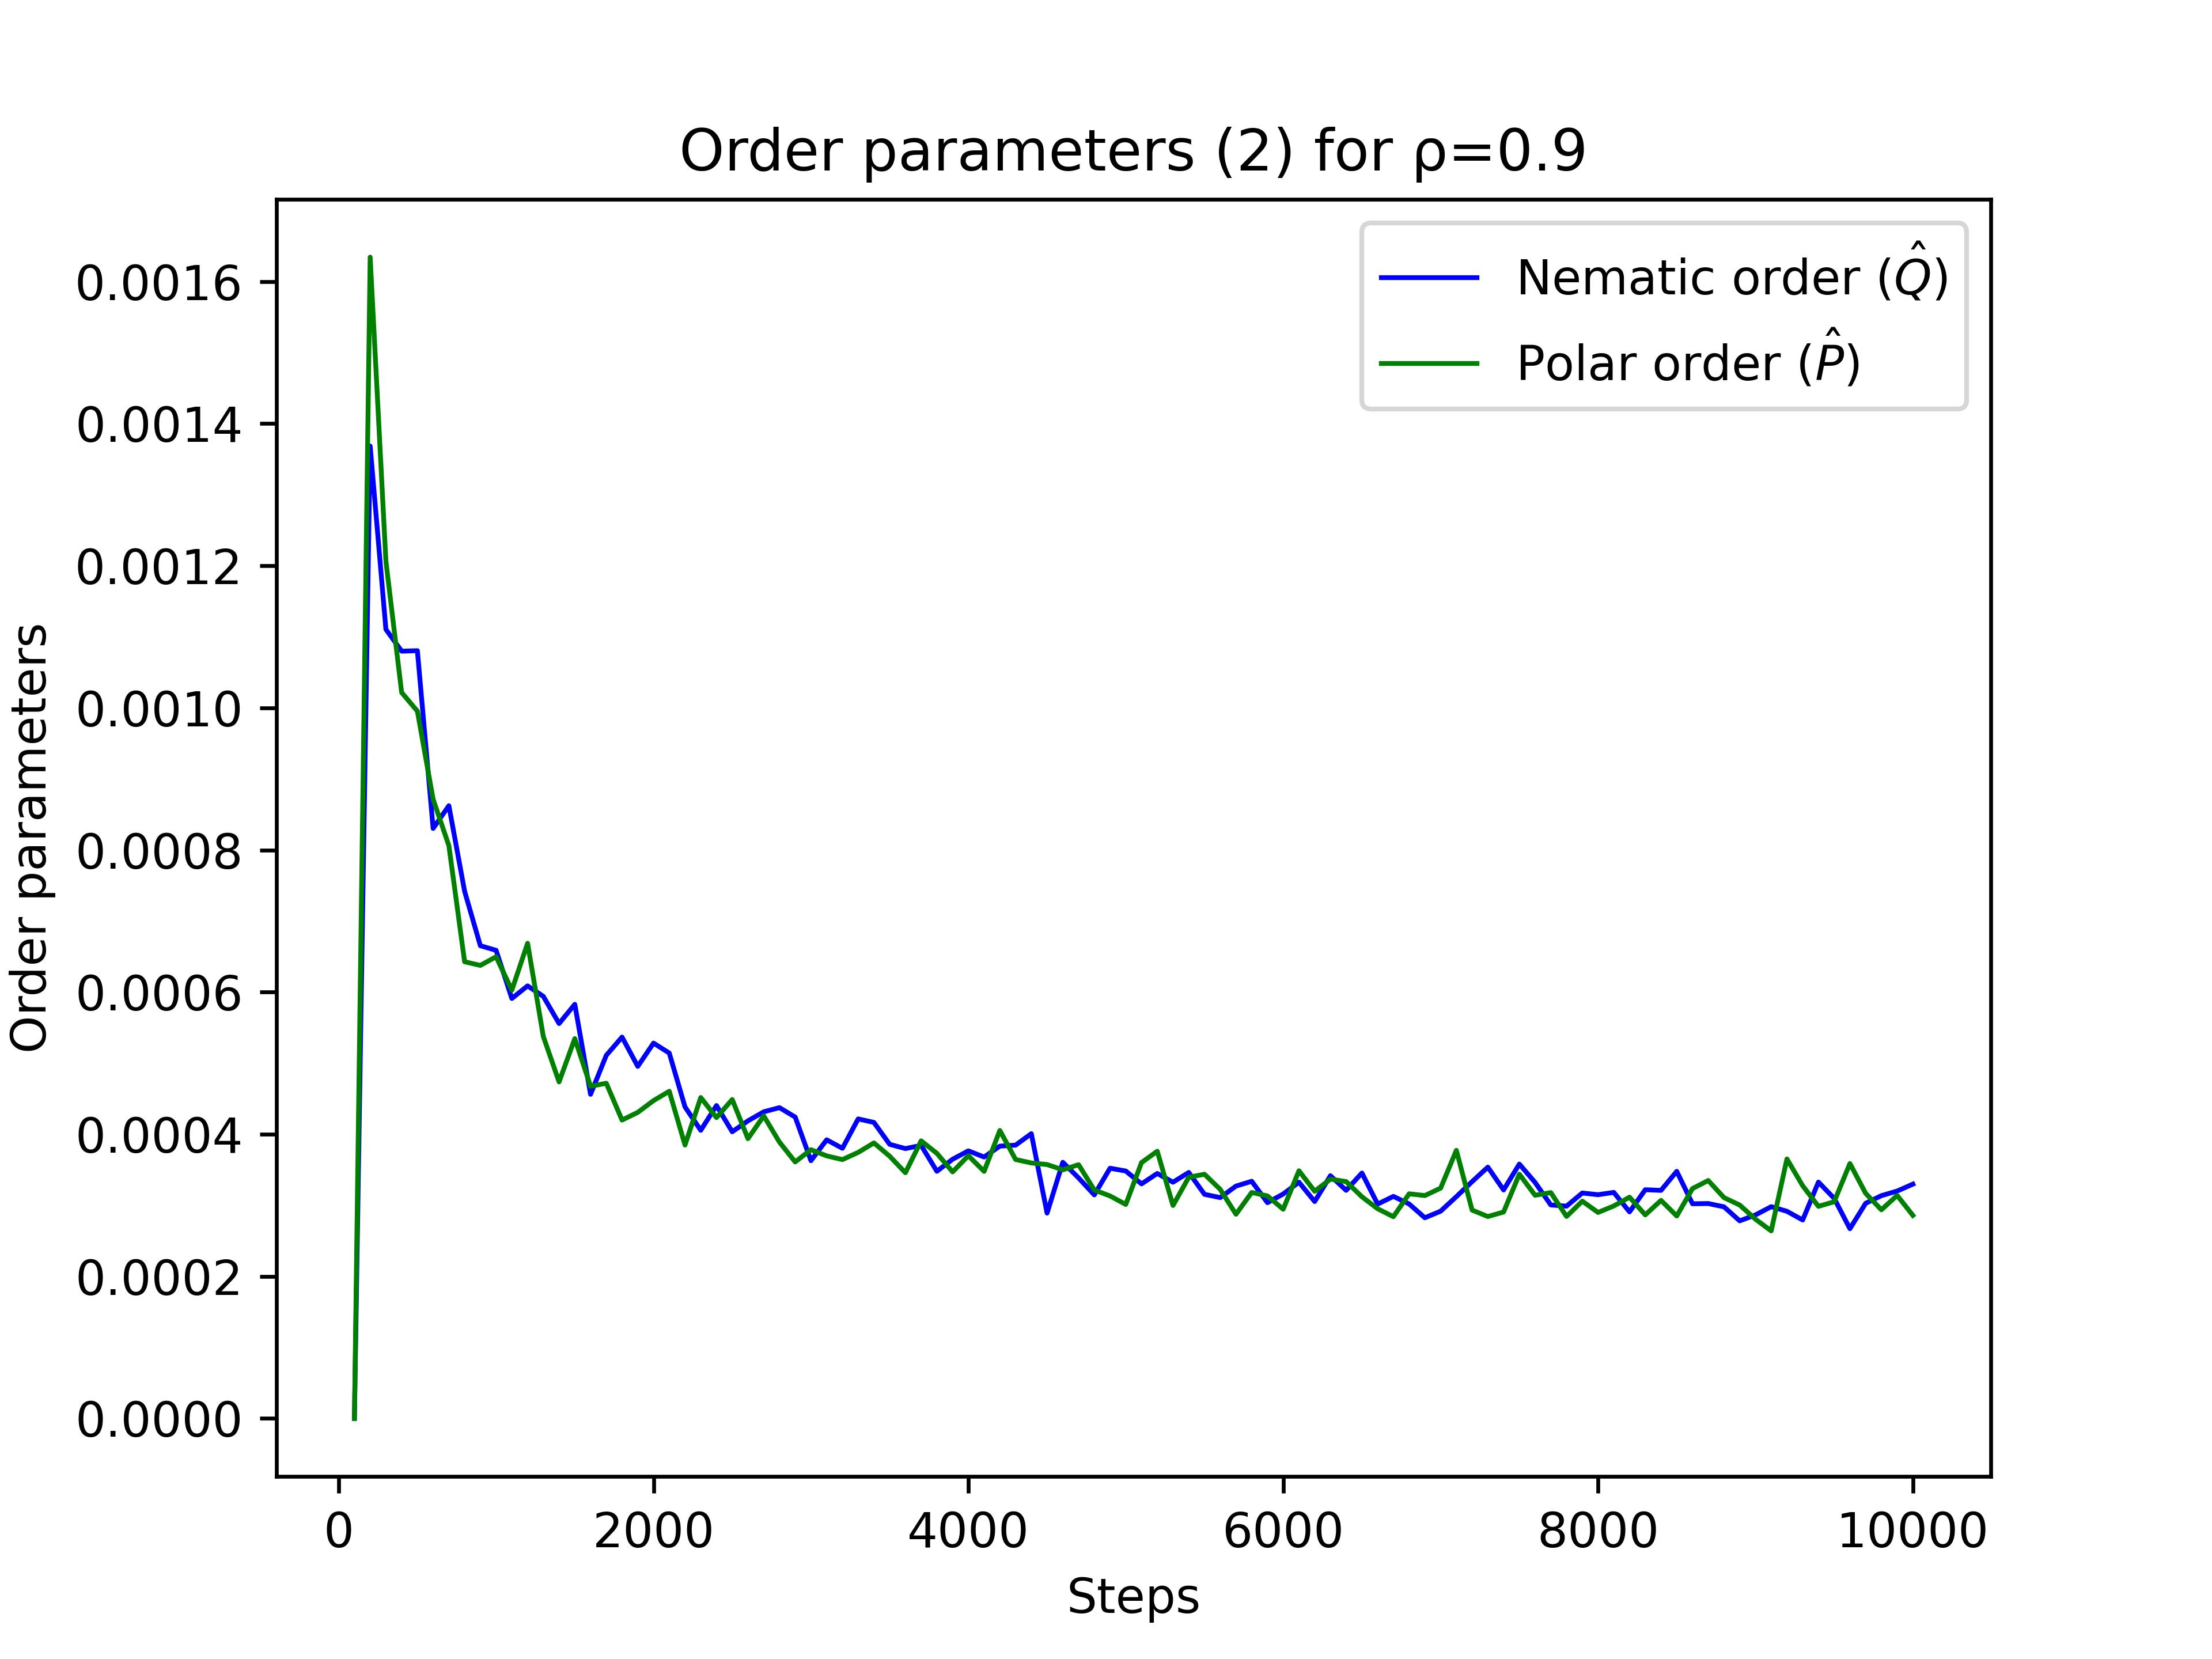 Order parameters (2) for ρ=0.9
Nematic order (Q̂)
Polar order (P̂)
Order parameters
0.0016
0.0014
0.0012
0.0010
0.0008
0.0006
0.0004
0.0002
0.0000
0 2000 4000 6000 8000 10000
Steps